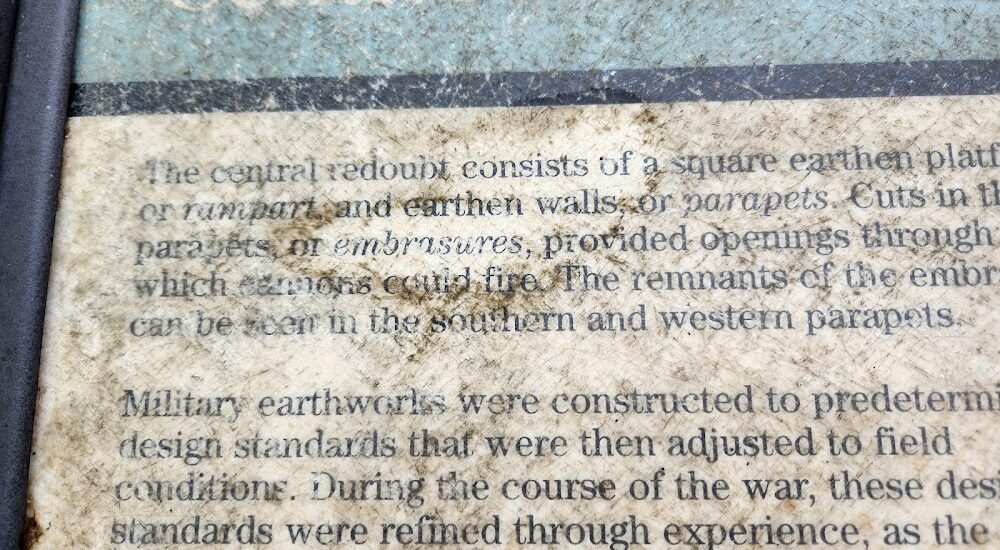 The central redoubt consists of a square earthen platf
or rampart, and earthen walls, or parapets. Cuts in th
parapets, or embrasures, provided openings through
which cannons could fire. The remnants of the embr
can be seen in the southern and western parapets.
Military earthworks were constructed to predetermi
design standards that were then adjusted to field
conditions. During the course of the war, these des
standards were refined through experience, as the